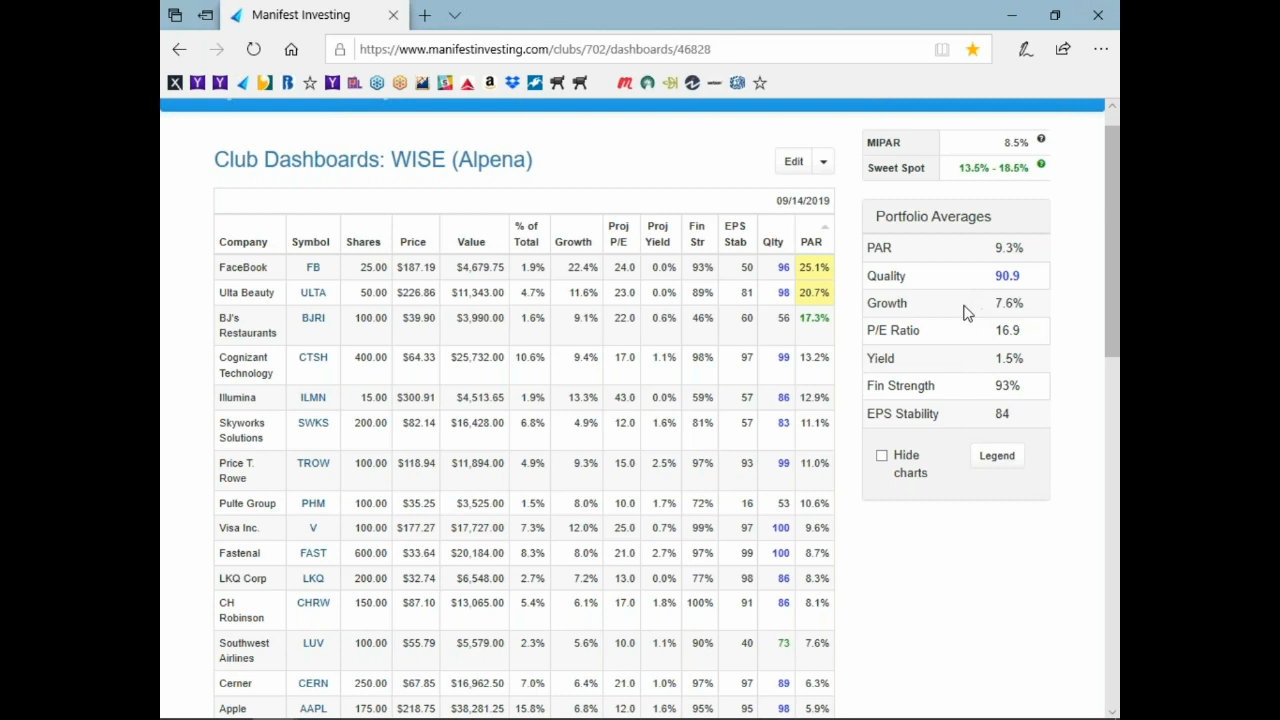 Manifest Investing
https://www.manifestinvesting.com/clubs/702/dashboards/46828
Club Dashboards: WISE (Alpena)
Edit
09/14/2019
Company Symbol Shares Price Value % of Total Growth Proj P/E Proj Yield Fin Str EPS Stab Qlty PAR
FaceBook FB 25.00 $187.19 $4,679.75 1.9% 22.4% 24.0 0.0% 93% 50 96 25.1%
Ulta Beauty ULTA 50.00 $226.86 $11,343.00 4.7% 11.6% 23.0 0.0% 89% 81 98 20.7%
BJ's Restaurants BJRI 100.00 $39.90 $3,990.00 1.6% 9.1% 22.0 0.6% 46% 60 56 17.3%
Cognizant Technology CTSH 400.00 $64.33 $25,732.00 10.6% 9.4% 17.0 1.1% 98% 97 99 13.2%
Illumina ILMN 15.00 $300.91 $4,513.65 1.9% 13.3% 43.0 0.0% 59% 57 86 12.9%
Skyworks Solutions SWKS 200.00 $82.14 $16,428.00 6.8% 4.9% 12.0 1.6% 81% 57 83 11.1%
Price T. Rowe TROW 100.00 $118.94 $11,894.00 4.9% 9.3% 15.0 2.5% 97% 93 99 11.0%
Pulte Group PHM 100.00 $35.25 $3,525.00 1.5% 8.0% 10.0 1.7% 72% 16 53 10.6%
Visa Inc. V 100.00 $177.27 $17,727.00 7.3% 12.0% 25.0 0.7% 99% 97 100 9.6%
Fastenal FAST 600.00 $33.64 $20,184.00 8.3% 8.0% 21.0 2.7% 97% 99 100 8.7%
LKQ Corp LKQ 200.00 $32.74 $6,548.00 2.7% 7.2% 13.0 0.0% 77% 98 86 8.3%
CH Robinson CHRW 150.00 $87.10 $13,065.00 5.4% 6.1% 17.0 1.8% 100% 91 86 8.1%
Southwest Airlines LUV 100.00 $55.79 $5,579.00 2.3% 5.6% 10.0 1.1% 90% 40 73 7.6%
Cerner CERN 250.00 $67.85 $16,962.50 7.0% 6.4% 21.0 1.0% 97% 97 89 6.3%
Apple AAPL 175.00 $218.75 $38,281.25 15.8% 6.8% 12.0 1.6% 95% 95 98 5.9%
MIPAR 8.5%
Sweet Spot 13.5% - 18.5%
Portfolio Averages
PAR 9.3%
Quality 90.9
Growth 7.6%
P/E Ratio 16.9
Yield 1.5%
Fin Strength 93%
EPS Stability 84
Hide charts
Legend